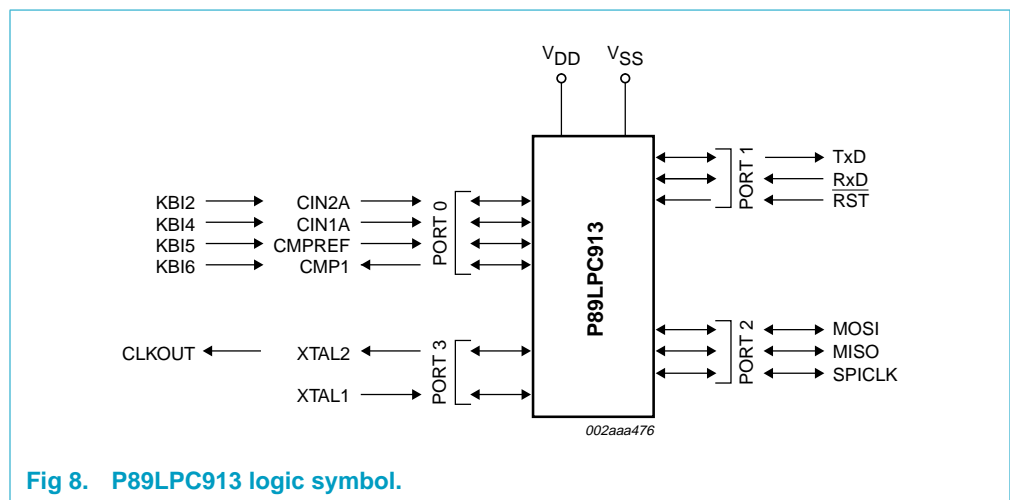 VDD VSS
KBI2 CIN2A
KBI4 CIN1A
KBI5 CMPREF
KBI6 CMP1
PORT 0
CLKOUT XTAL2
XTAL1
PORT 3
P89LPC913
PORT 1
TxD
RxD
RST
PORT 2
MOSI
MISO
SPICLK
002aaa476
Fig 8. P89LPC913 logic symbol.